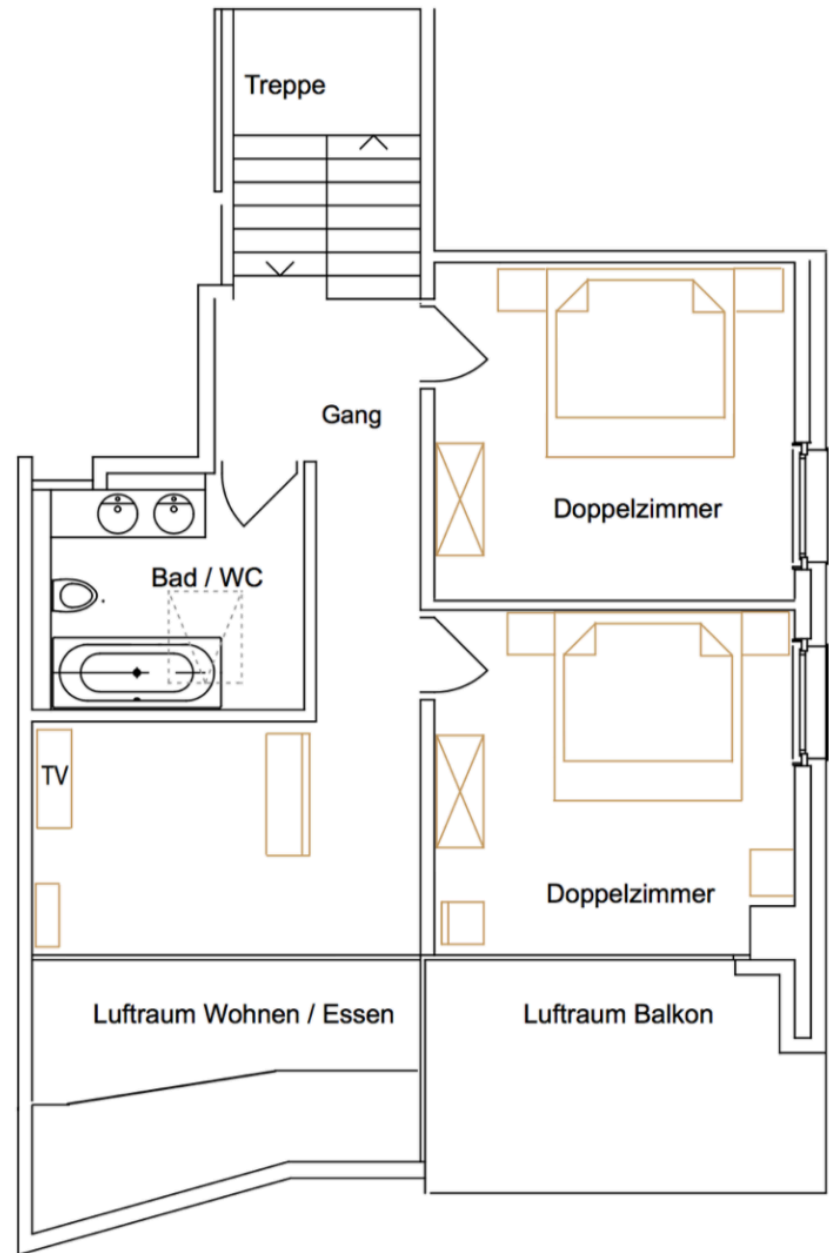 Treppe
Gang
Doppelzimmer
Bad / WC
TV
Doppelzimmer
Luftraum Wohnen / Essen
Luftraum Balkon